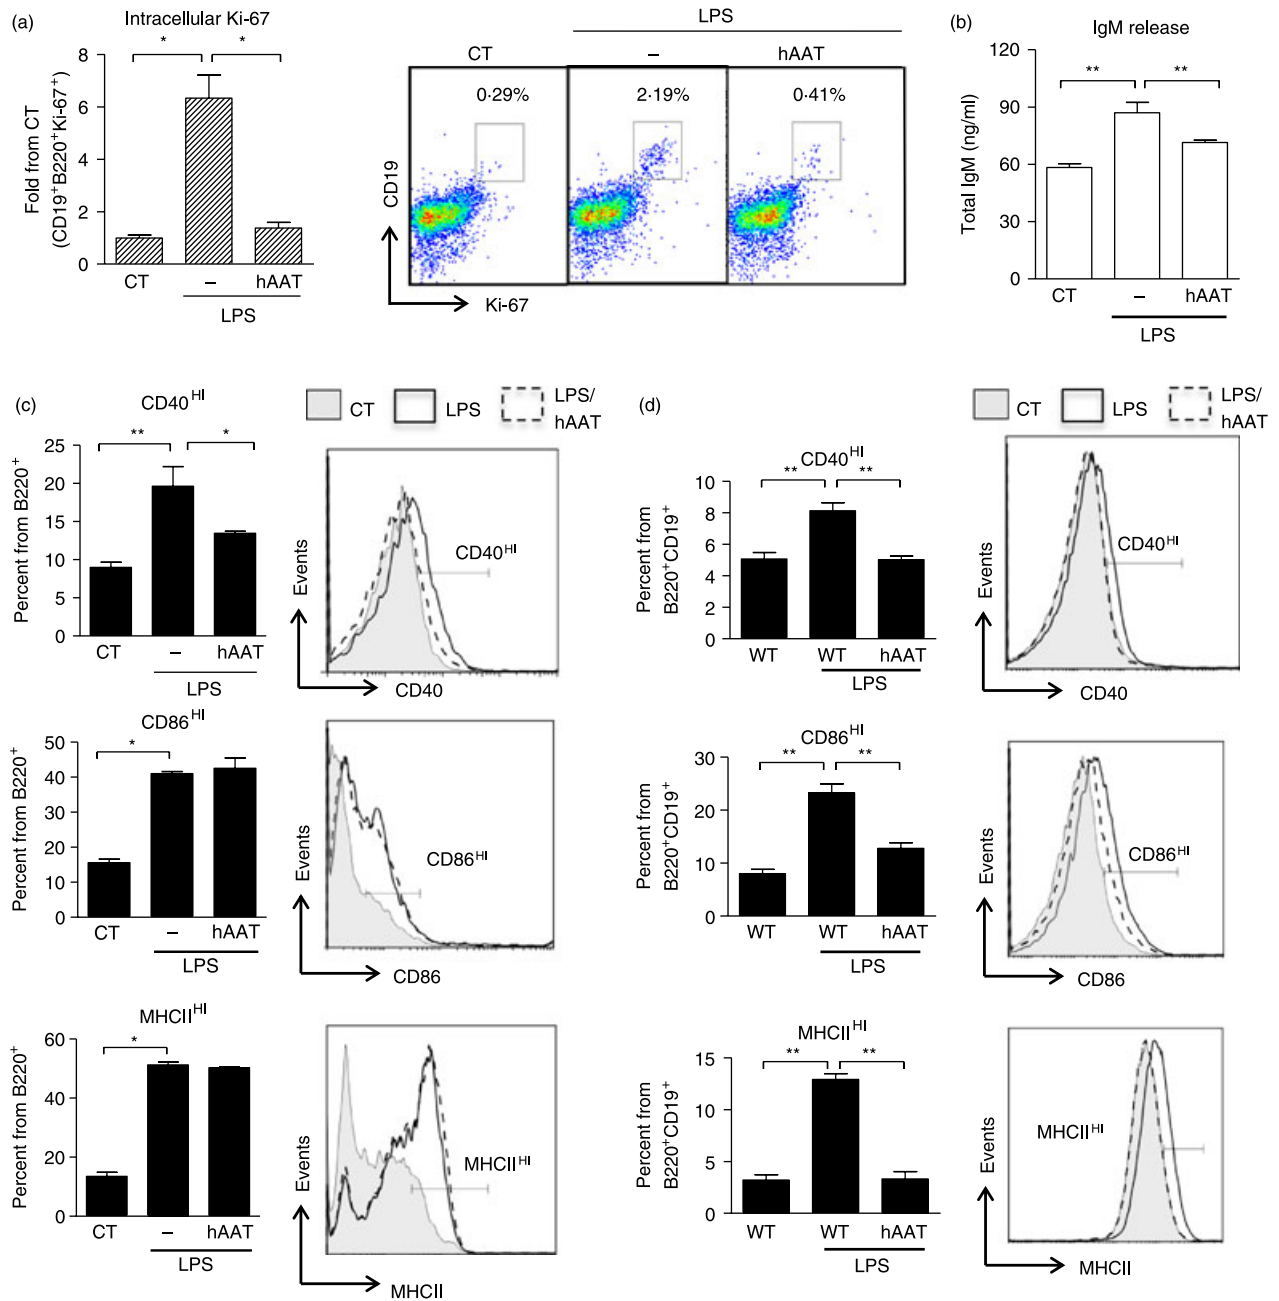 (a)
Intracellular Ki-67
Fold from CT
(CD19⁺B220⁺Ki-67⁺)
8
6
4
2
0
*
*
CT
–
hAAT
LPS
LPS
CT
–
hAAT
0·29%
2·19%
0·41%
CD19
Ki-67
(b)
IgM release
Total IgM (ng/ml)
120
90
60
30
0
**
**
CT
–
hAAT
LPS
(c)
CT
LPS
LPS/
hAAT
CD40ᴴᴵ
Percent from B220⁺
25
20
15
10
5
0
**
*
CT
–
hAAT
LPS
Events
CD40ᴴᴵ
CD40
CD86ᴴᴵ
Percent from B220⁺
50
40
30
20
10
0
*
CT
–
hAAT
LPS
Events
CD86ᴴᴵ
CD86
MHCIIᴴᴵ
Percent from B220⁺
60
40
20
0
*
CT
–
hAAT
LPS
Events
MHCIIᴴᴵ
MHCII
(d)
CT
LPS
LPS/
hAAT
CD40ᴴᴵ
Percent from
B220⁺CD19⁺
10
8
6
4
2
0
**
**
WT
WT
hAAT
LPS
Events
CD40ᴴᴵ
CD40
CD86ᴴᴵ
Percent from
B220⁺CD19⁺
30
20
10
0
**
**
WT
WT
hAAT
LPS
Events
CD86ᴴᴵ
CD86
MHCIIᴴᴵ
Percent from
B220⁺CD19⁺
15
10
5
0
**
**
WT
WT
hAAT
LPS
Events
MHCIIᴴᴵ
MHCII